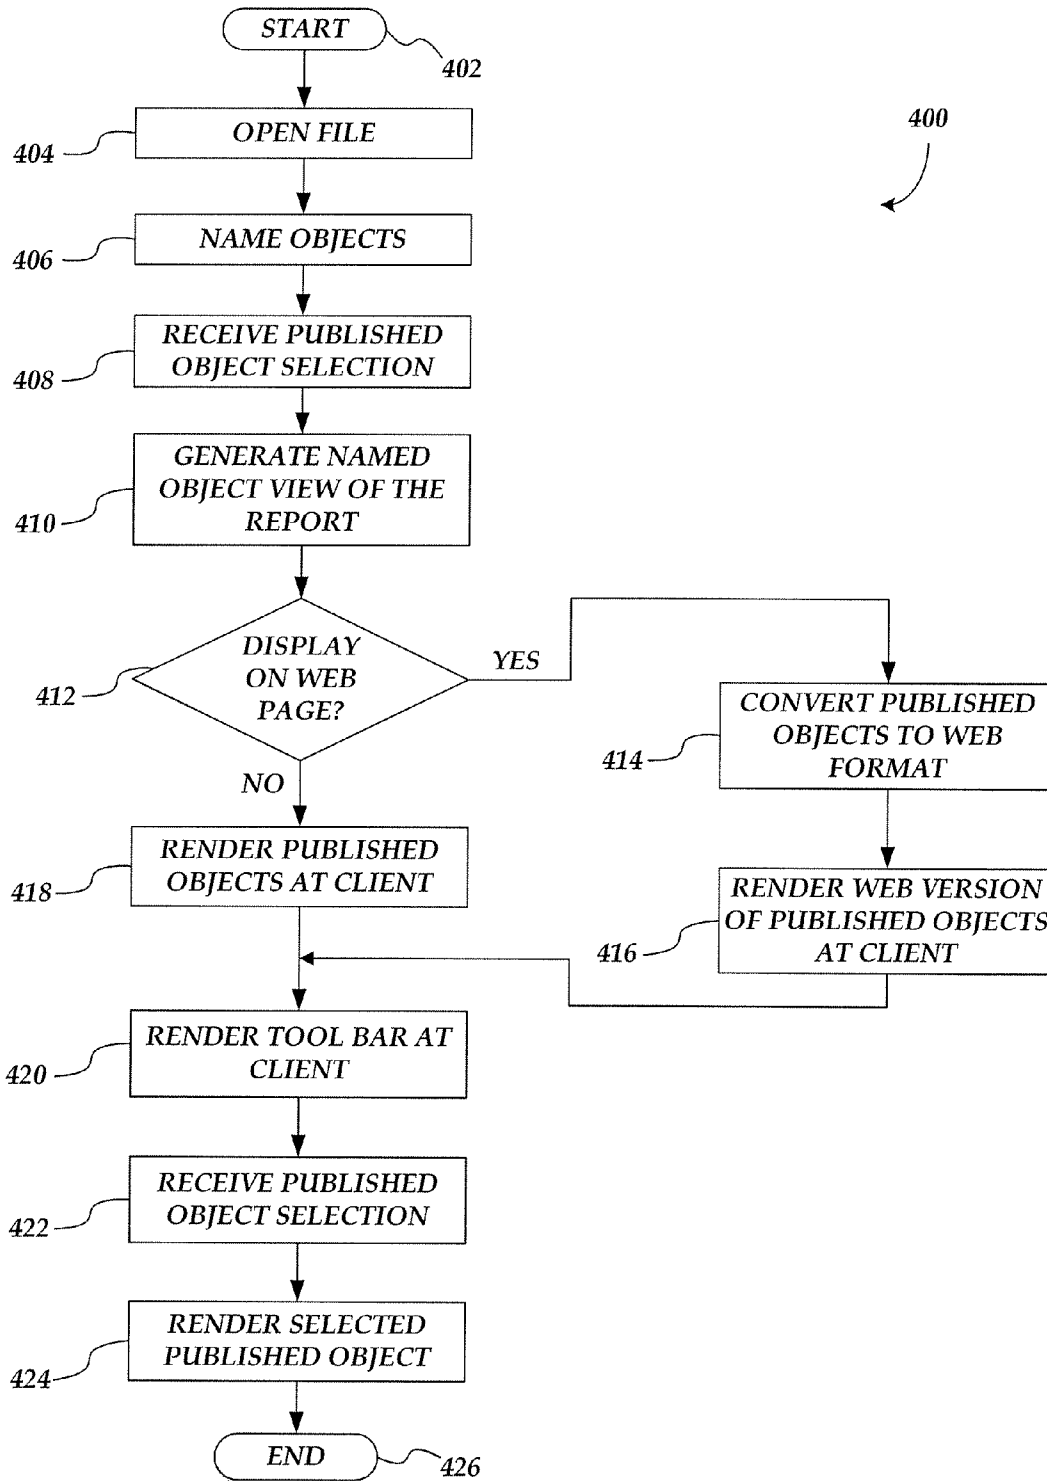 START
402
400
OPEN FILE
404
NAME OBJECTS
406
RECEIVE PUBLISHED
OBJECT SELECTION
408
GENERATE NAMED
OBJECT VIEW OF THE
REPORT
410
DISPLAY
ON WEB
PAGE?
412
YES
NO
CONVERT PUBLISHED
OBJECTS TO WEB
FORMAT
414
RENDER WEB VERSION
OF PUBLISHED OBJECTS
AT CLIENT
416
RENDER PUBLISHED
OBJECTS AT CLIENT
418
RENDER TOOL BAR AT
CLIENT
420
RECEIVE PUBLISHED
OBJECT SELECTION
422
RENDER SELECTED
PUBLISHED OBJECT
424
END
426